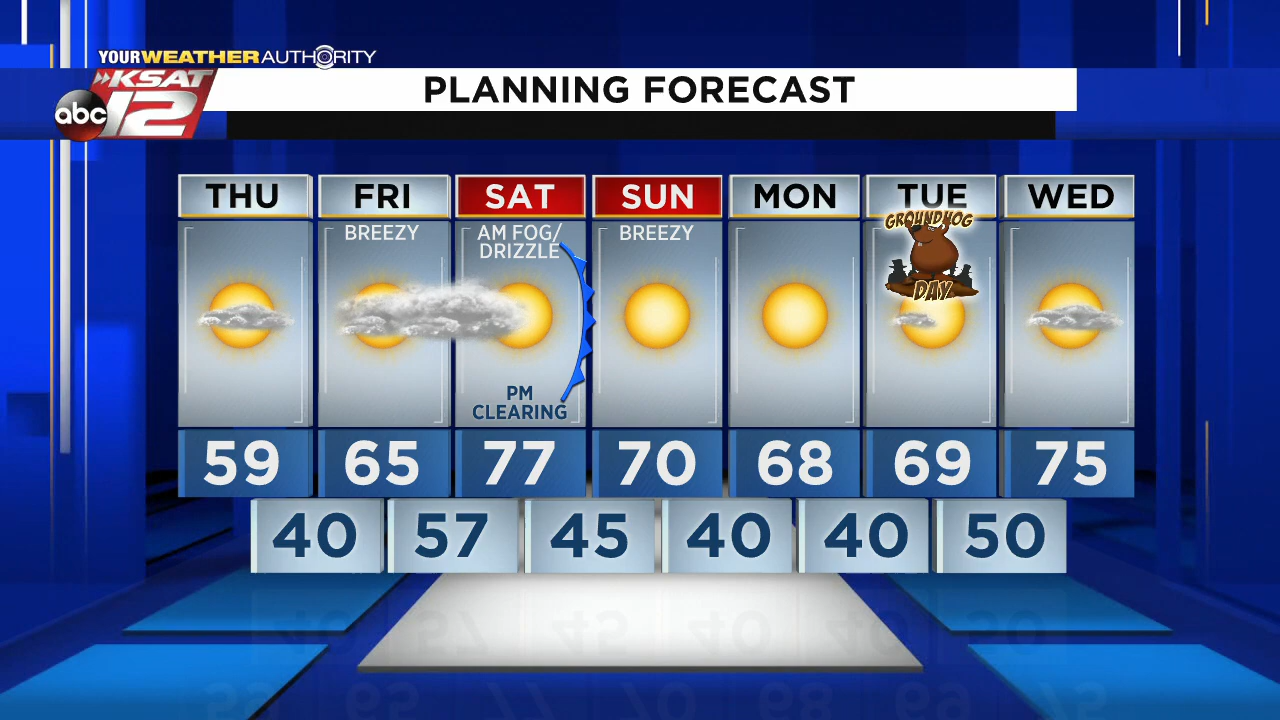 YOURWEATHERAUTHORITY
KSAT
abc 12
PLANNING FORECAST
THU FRI SAT SUN MON TUE WED
BREEZY AM FOG/ BREEZY GROUNDHOG
DRIZZLE
DAY
PM
CLEARING
59 65 77 70 68 69 75
40 57 45 40 40 50